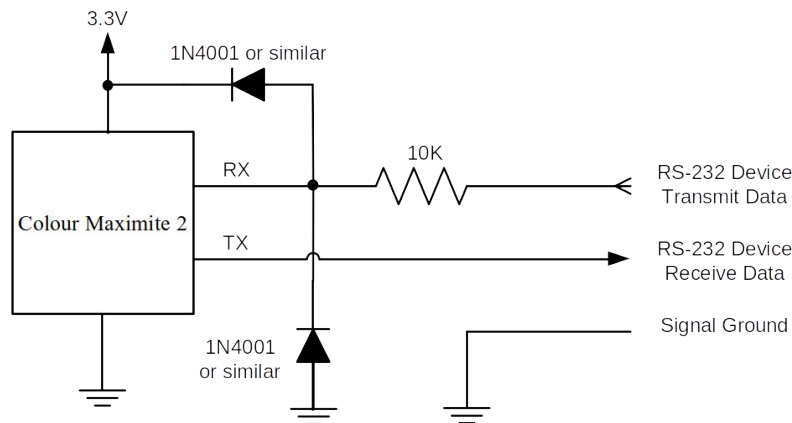 3.3V
1N4001 or similar
10K
RX
RS-232 Device
Transmit Data
Colour Maximite 2
TX
RS-232 Device
Receive Data
Signal Ground
1N4001
or similar